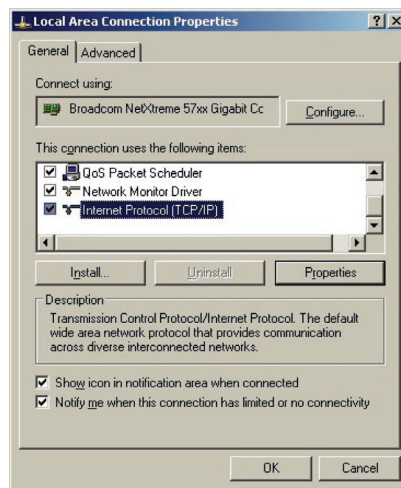 Local Area Connection Properties
General
Advanced
Connect using:
Broadcom NetXtreme 57xx Gigabit Cc
Configure...
This connection uses the following items:
QoS Packet Scheduler
Network Monitor Driver
Internet Protocol (TCP/IP)
Install...
Uninstall
Properties
Description
Transmission Control Protocol/Internet Protocol. The default
wide area network protocol that provides communication
across diverse interconnected networks.
Show icon in notification area when connected
Notify me when this connection has limited or no connectivity
OK
Cancel